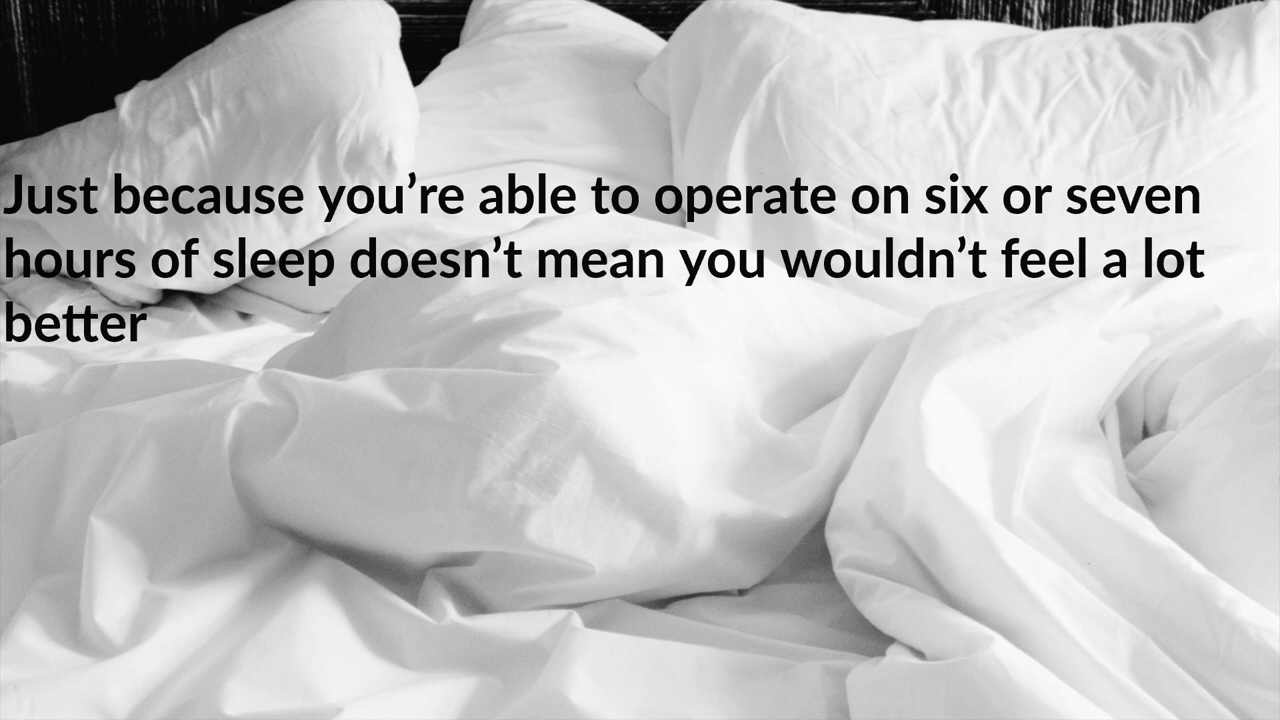 Just because you’re able to operate on six or seven
hours of sleep doesn’t mean you wouldn’t feel a lot
better